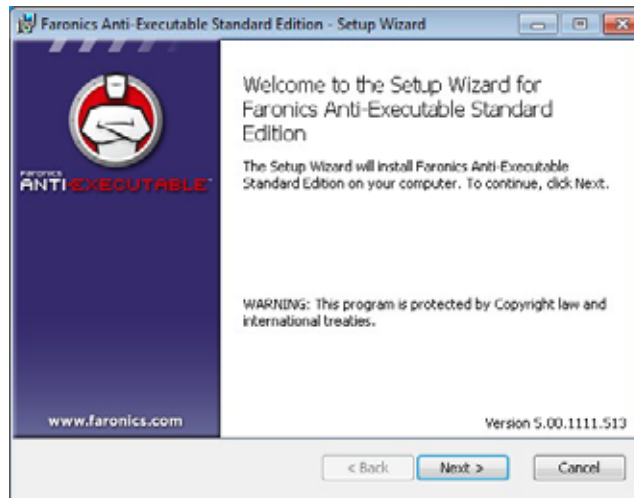 Faronics Anti-Executable Standard Edition - Setup Wizard
Welcome to the Setup Wizard for
Faronics Anti-Executable Standard
Edition
The Setup Wizard will install Faronics Anti-Executable
Standard Edition on your computer. To continue, click Next.
FARONICS
ANTI-EXECUTABLE
WARNING: This program is protected by Copyright law and
international treaties.
www.faronics.com
Version 5.00.1111.513
< Back
Next >
Cancel